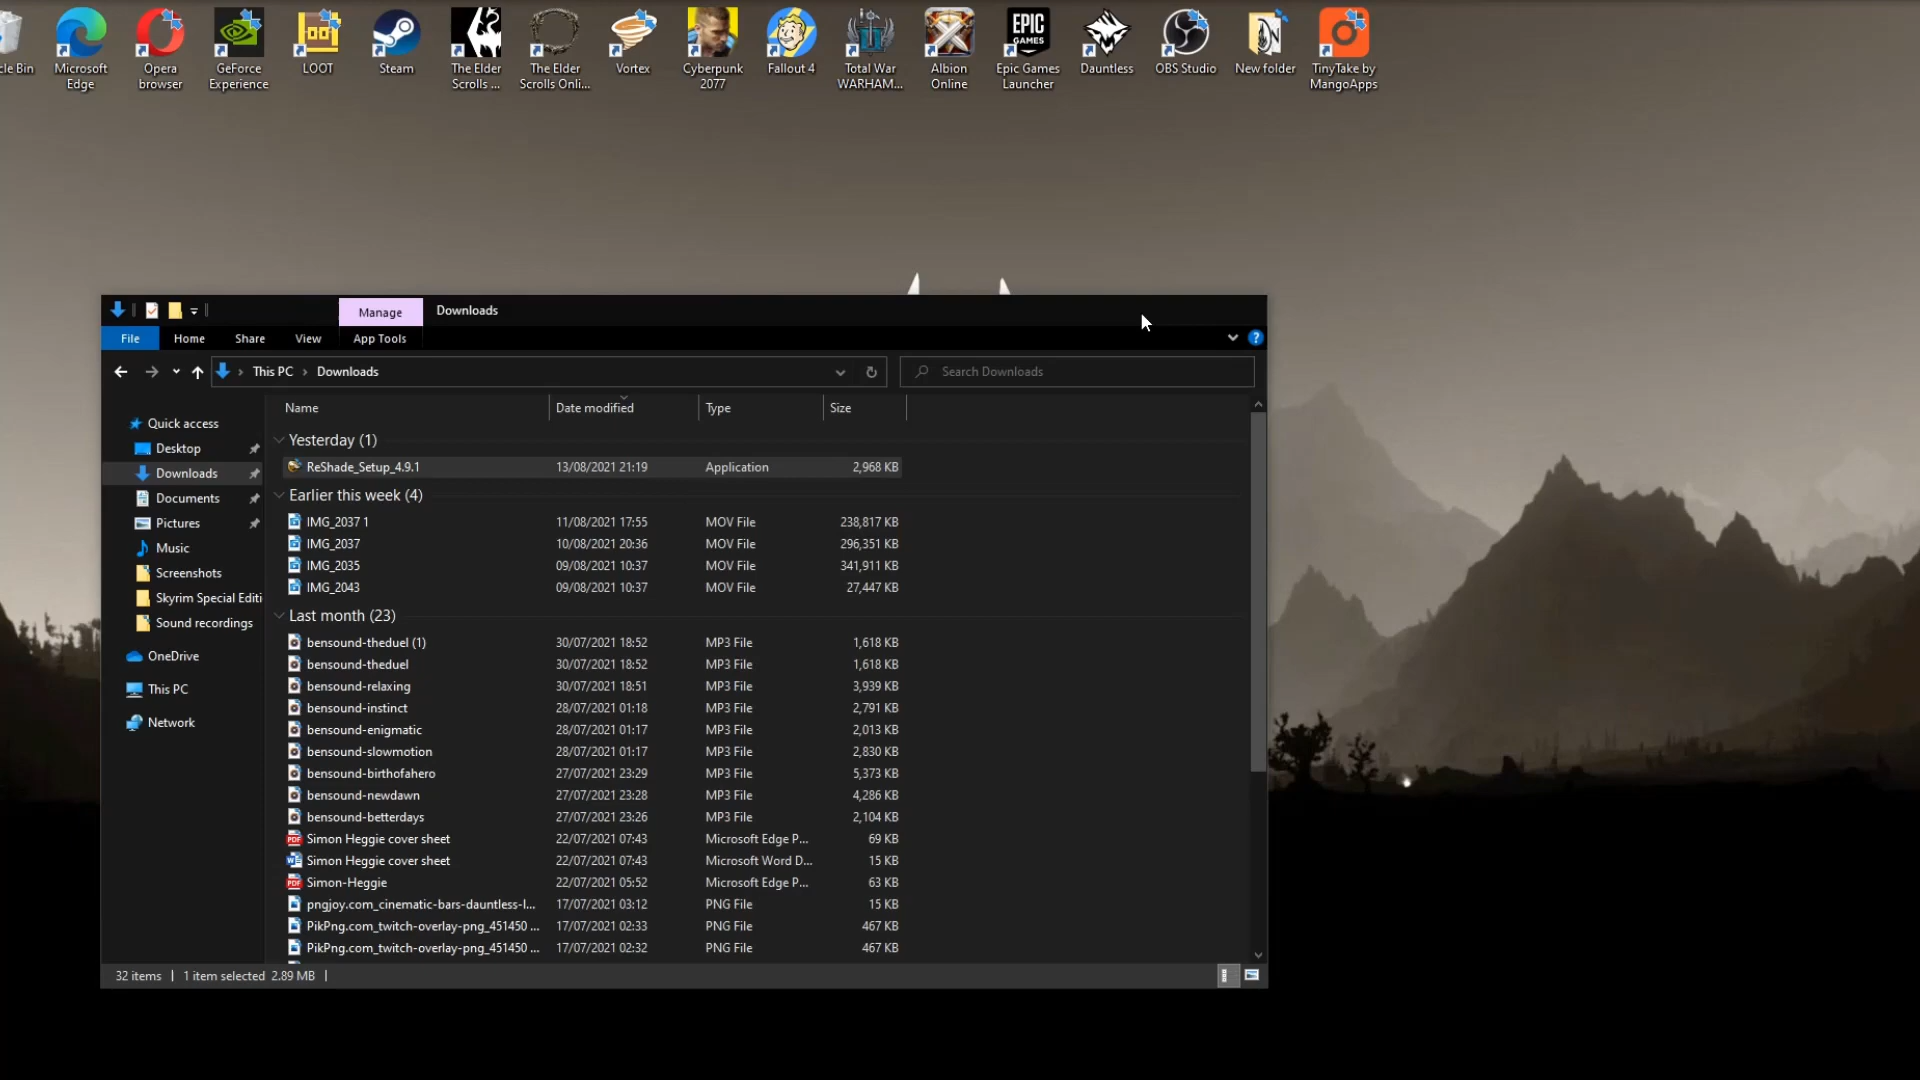 cle Bin
Microsoft Edge
Opera browser
GeForce Experience
LOOT
Steam
The Elder Scrolls ...
The Elder Scrolls Onli...
Vortex
Cyberpunk 2077
Fallout 4
Total War WARHAM...
Albion Online
EPIC GAMES
Epic Games Launcher
Dauntless
OBS Studio
New folder
TinyTake by MangoApps
Manage Downloads
File Home Share View App Tools
This PC › Downloads Search Downloads
Name Date modified Type Size
Quick access
Desktop
Downloads
Documents
Pictures
Music
Screenshots
Skyrim Special Editi
Sound recordings
OneDrive
This PC
Network
Yesterday (1)
ReShade_Setup_4.9.1 13/08/2021 21:19 Application 2,968 KB
Earlier this week (4)
IMG_2037 1 11/08/2021 17:55 MOV File 238,817 KB
IMG_2037 10/08/2021 20:36 MOV File 296,351 KB
IMG_2035 09/08/2021 10:37 MOV File 341,911 KB
IMG_2043 09/08/2021 10:37 MOV File 27,447 KB
Last month (23)
bensound-theduel (1) 30/07/2021 18:52 MP3 File 1,618 KB
bensound-theduel 30/07/2021 18:52 MP3 File 1,618 KB
bensound-relaxing 30/07/2021 18:51 MP3 File 3,939 KB
bensound-instinct 28/07/2021 01:18 MP3 File 2,791 KB
bensound-enigmatic 28/07/2021 01:17 MP3 File 2,013 KB
bensound-slowmotion 28/07/2021 01:17 MP3 File 2,830 KB
bensound-birthofahero 27/07/2021 23:29 MP3 File 5,373 KB
bensound-newdawn 27/07/2021 23:28 MP3 File 4,286 KB
bensound-betterdays 27/07/2021 23:26 MP3 File 2,104 KB
Simon Heggie cover sheet 22/07/2021 07:43 Microsoft Edge P... 69 KB
Simon Heggie cover sheet 22/07/2021 07:43 Microsoft Word D... 15 KB
Simon-Heggie 22/07/2021 05:52 Microsoft Edge P... 63 KB
pngjoy.com_cinematic-bars-dauntless-l... 17/07/2021 03:12 PNG File 15 KB
PikPng.com_twitch-overlay-png_451450 ... 17/07/2021 02:33 PNG File 467 KB
PikPng.com_twitch-overlay-png_451450 ... 17/07/2021 02:32 PNG File 467 KB
32 items | 1 item selected 2.89 MB |